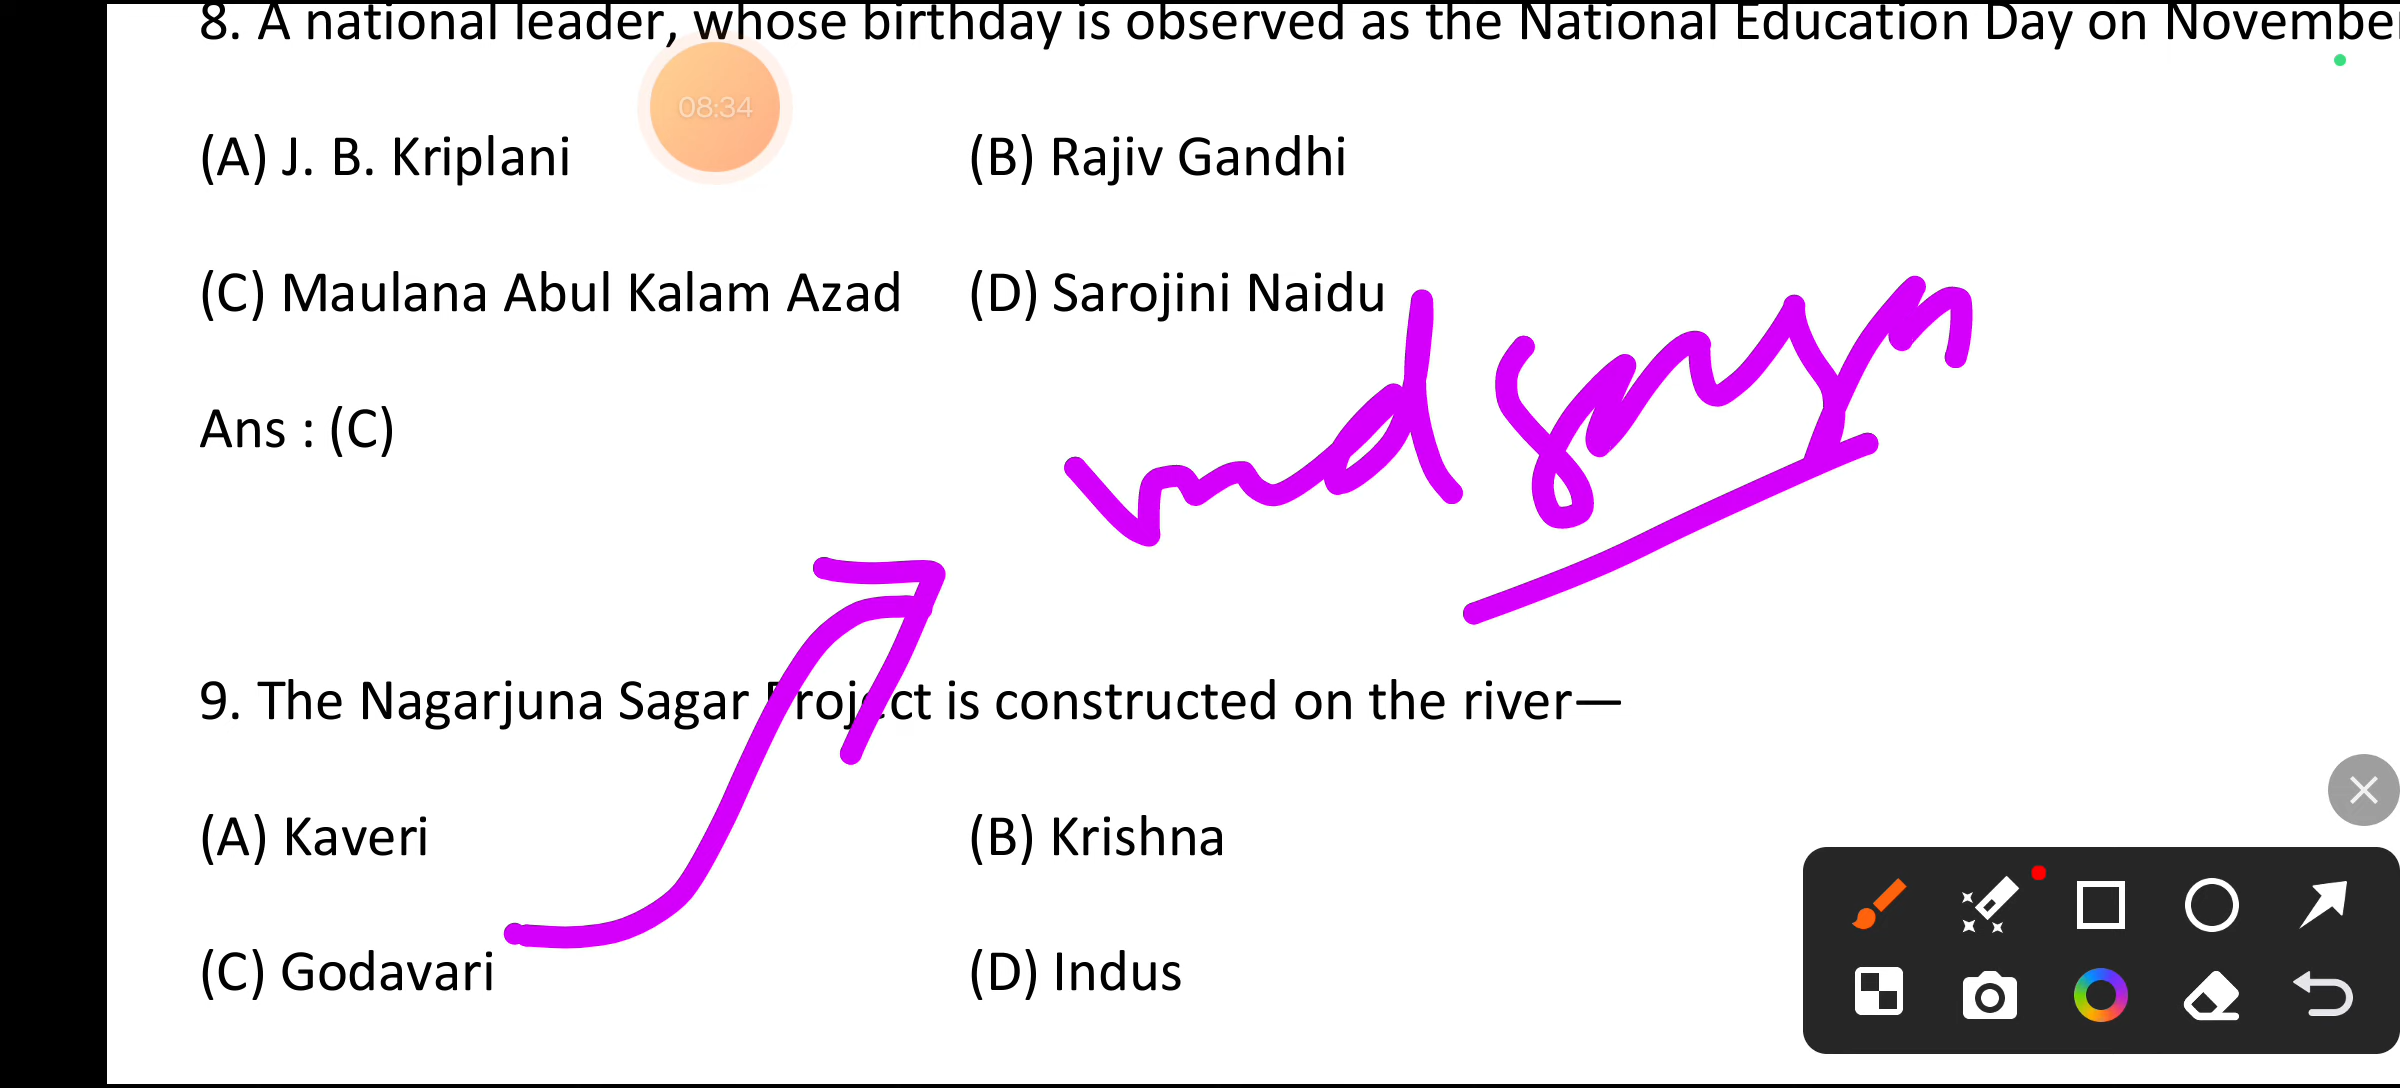 8. A national leader, whose birthday is observed as the National Education Day on November
08:34
(A) J. B. Kriplani (B) Rajiv Gandhi
(C) Maulana Abul Kalam Azad (D) Sarojini Naidu
Ans : (C)
9. The Nagarjuna Sagar Project is constructed on the river—
(A) Kaveri (B) Krishna
(C) Godavari (D) Indus